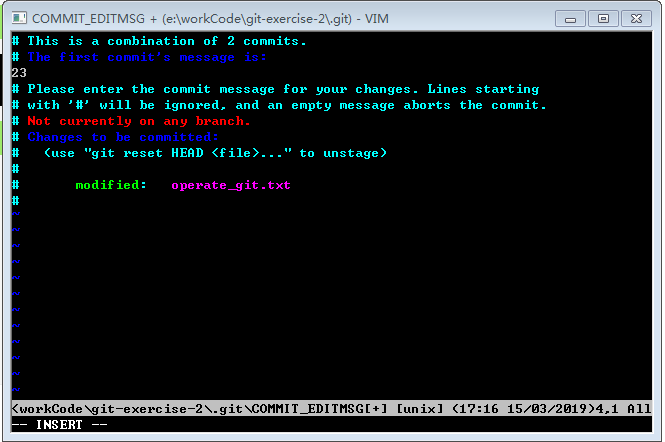 COMMIT_EDITMSG + (e:\workCode\git-exercise-2\.git) - VIM
# This is a combination of 2 commits.
# The first commit's message is:
23
# Please enter the commit message for your changes. Lines starting
# with '#' will be ignored, and an empty message aborts the commit.
# Not currently on any branch.
# Changes to be committed:
#   (use "git reset HEAD <file>..." to unstage)
#
#       modified:   operate_git.txt
#
~
~
~
~
~
~
~
~
~
~
~
~
<workCode\git-exercise-2\.git\COMMIT_EDITMSG[+] [unix] (17:16 15/03/2019)4,1 All
-- INSERT --